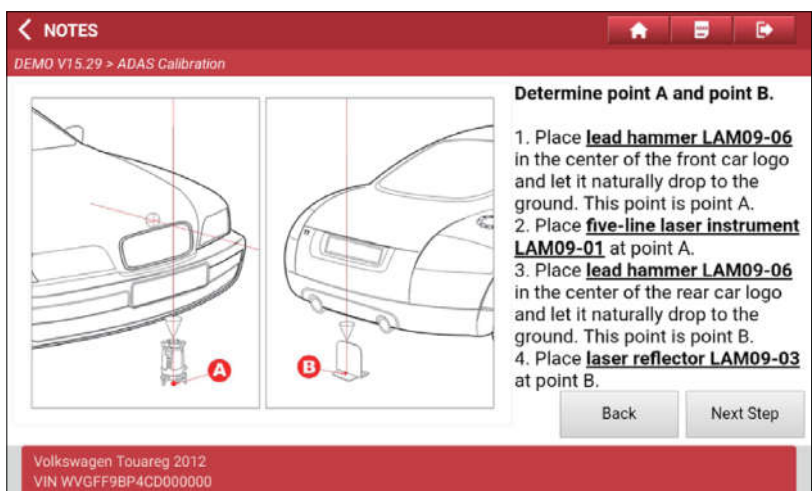 NOTES
DEMO V15.29 > ADAS Calibration
Determine point A and point B.
1. Place lead hammer LAM09-06
in the center of the front car logo
and let it naturally drop to the
ground. This point is point A.
2. Place five-line laser instrument
LAM09-01 at point A.
3. Place lead hammer LAM09-06
in the center of the rear car logo
and let it naturally drop to the
ground. This point is point B.
4. Place laser reflector LAM09-03
at point B.
A
B
Back
Next Step
Volkswagen Touareg 2012
VIN WVGFF9BP4CD000000